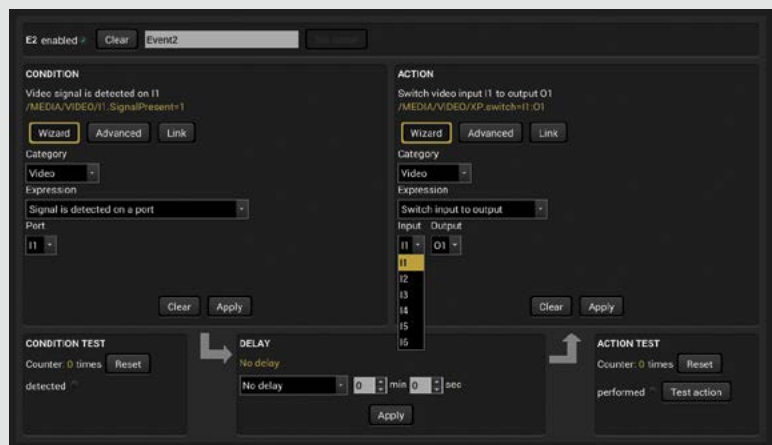 E2 enabled Clear Event2
CONDITION
Video signal is detected on I1
/MEDIA/VIDEO/I1.SignalPresent=1
Wizard Advanced Link
Category
Video
Expression
Signal is detected on a port
Port
I1
Clear Apply
ACTION
Switch video input I1 to output O1
/MEDIA/VIDEO/XP.switch=I1:O1
Wizard Advanced Link
Category
Video
Expression
Switch input to output
Input Output
I1 O1
I1
I2
I3
I4
I5
I6
Clear Apply
CONDITION TEST
Counter: 0 times Reset
detected
DELAY
No delay
No delay 0 min 0 sec
Apply
ACTION TEST
Counter: 0 times Reset
performed Test action